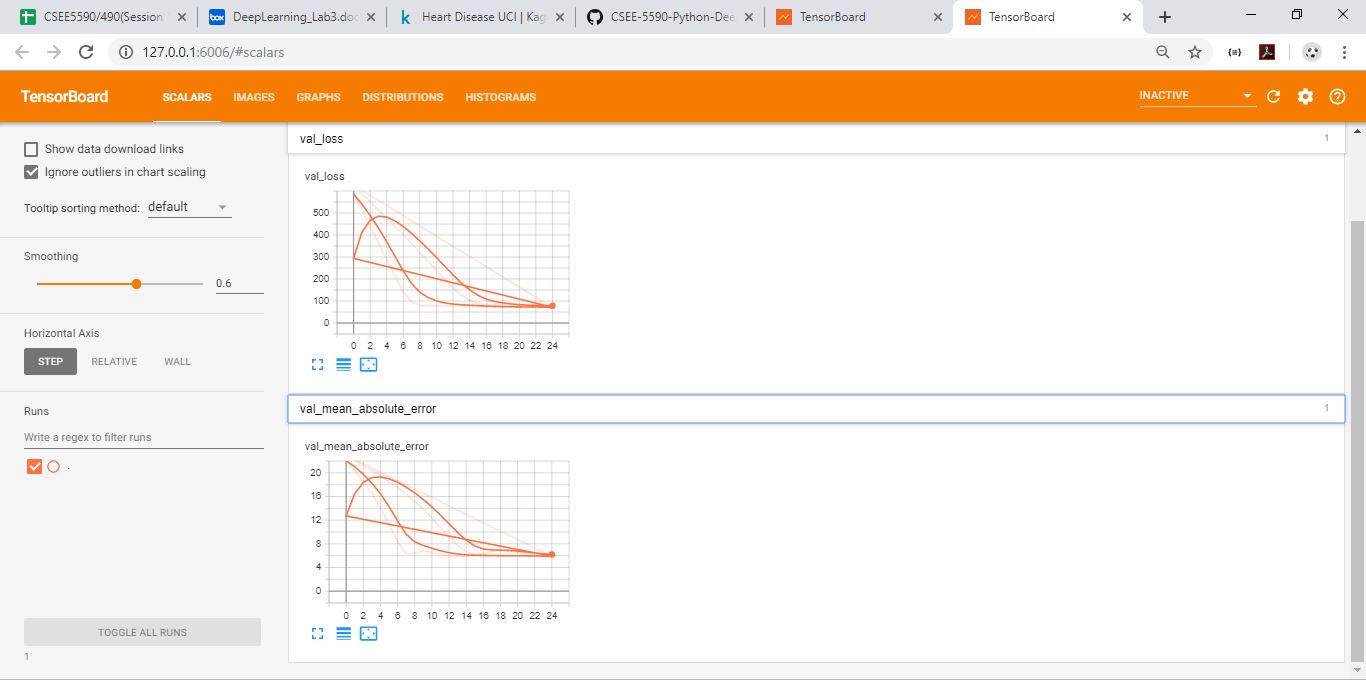 CSEE5590/490(Session
DeepLearning_Lab3.doc
Heart Disease UCI | Kag
CSEE-5590-Python-Dee
TensorBoard
TensorBoard
127.0.0.1:6006/#scalars
TensorBoard
SCALARS
IMAGES
GRAPHS
DISTRIBUTIONS
HISTOGRAMS
INACTIVE
Show data download links
Ignore outliers in chart scaling
Tooltip sorting method: default
Smoothing
0.6
Horizontal Axis
STEP
RELATIVE
WALL
Runs
Write a regex to filter runs
.
TOGGLE ALL RUNS
1
val_loss
1
val_loss
500
400
300
200
100
0
0 2 4 6 8 10 12 14 16 18 20 22 24
val_mean_absolute_error
1
val_mean_absolute_error
20
16
12
8
4
0
0 2 4 6 8 10 12 14 16 18 20 22 24